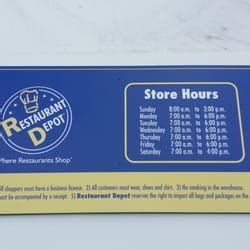 RESTAURANT
DEPOT
Where Restaurants Shop
Store Hours
Sunday 8:00 a.m. to 3:00 p.m.
Monday 7:00 a.m. to 6:00 p.m.
Tuesday 7:00 a.m. to 6:00 p.m.
Wednesday 7:00 a.m. to 6:00 p.m.
Thursday 7:00 a.m. to 6:00 p.m.
Friday 7:00 a.m. to 6:00 p.m.
Saturday 7:00 a.m. to 4:00 p.m.
All shoppers must have a business license. 2) All customers must wear, shoes and shirt. 3) No smoking in the warehouse.
must be accompanied by a receipt. 5) Restaurant Depot reserves the right to inspect all bags and packages on the